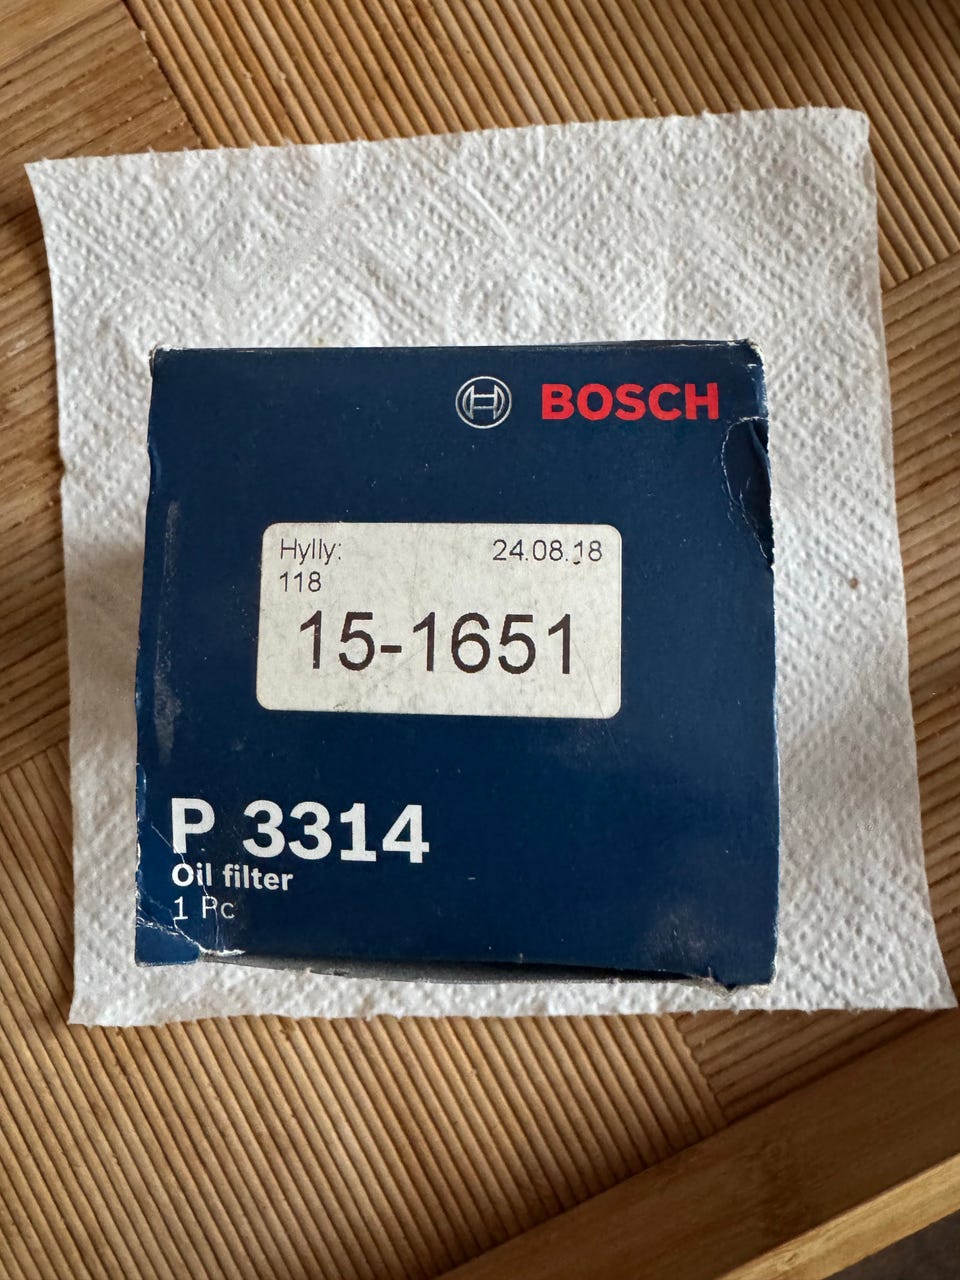 BOSCH
Hylly: 24.08.18
118
15-1651
P 3314
Oil filter
1 Pc